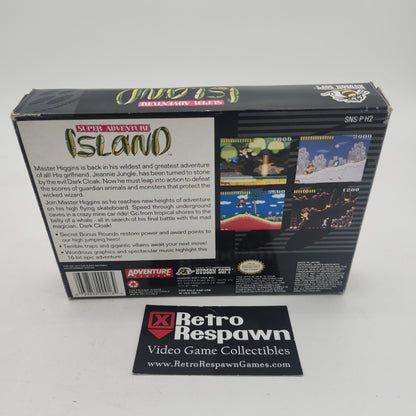 SUPER ADVENTURE
ISLAND
HUDSON SOFT
SNS P H2
SUPER ADVENTURE
ISLAND
Master Higgins is back in his wildest and greatest adventure
of all! His girlfriend, Jeannie Jungle, has been turned to stone
by the evil Dark Cloak. Now he must leap into action to defeat
the scores of guardian animals and monsters that protect the
wicked wizard...
Join Master Higgins as he reaches new heights of adventure
on his high flying skateboard. Speed through underground
caves in a crazy mine car ride! Go from tropical shores to the
belly of a whale - all in search of his final battle with the mad
magician, Dark Cloak!
• Secret Bonus Rounds restore power and award points to
our high jumping hero!
• Terrible traps and gigantic villains await your next move!
• Wondrous graphics and spectacular music highlight this
16-bit epic adventure!
ADVENTURE
HUDSON SOFT
Retro
Respawn
Video Game Collectibles
www.RetroRespawnGames.com